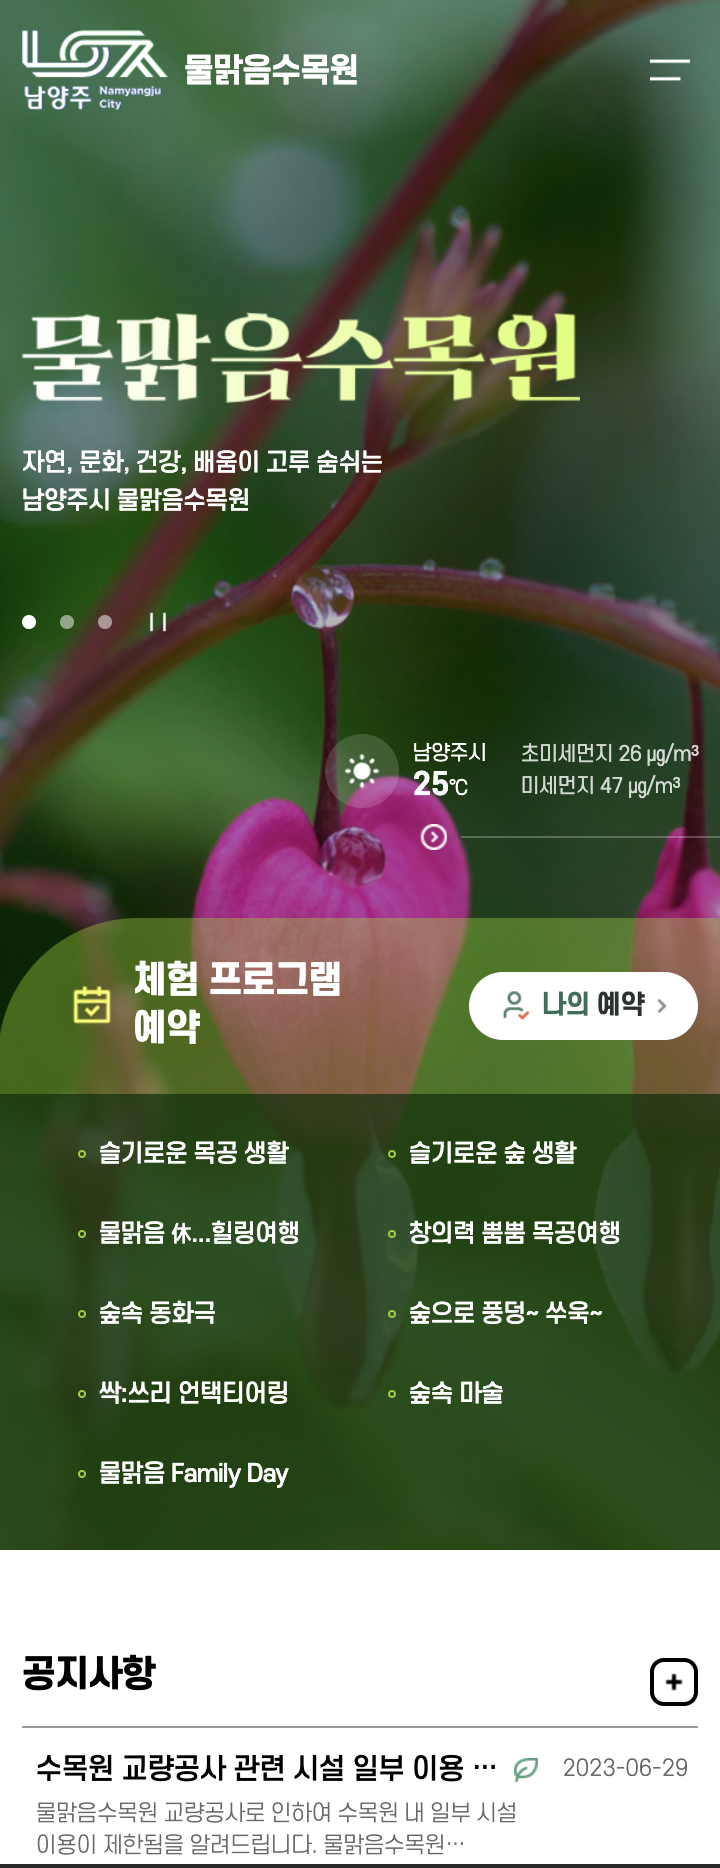 남양주 Namyangju City
물맑음수목원
물맑음수목원
자연, 문화, 건강, 배움이 고루 숨쉬는
남양주시 물맑음수목원
남양주시
25℃
초미세먼지 26 ㎍/m³
미세먼지 47 ㎍/m³
체험 프로그램
예약
나의 예약
슬기로운 목공 생활
슬기로운 숲 생활
물맑음 休...힐링여행
창의력 뿜뿜 목공여행
숲속 동화극
숲으로 풍덩~ 쑤욱~
싹:쓰리 언택티어링
숲속 마술
물맑음 Family Day
공지사항
수목원 교량공사 관련 시설 일부 이용 ... 2023-06-29
물맑음수목원 교량공사로 인하여 수목원 내 일부 시설
이용이 제한됨을 알려드립니다. 물맑음수목원...